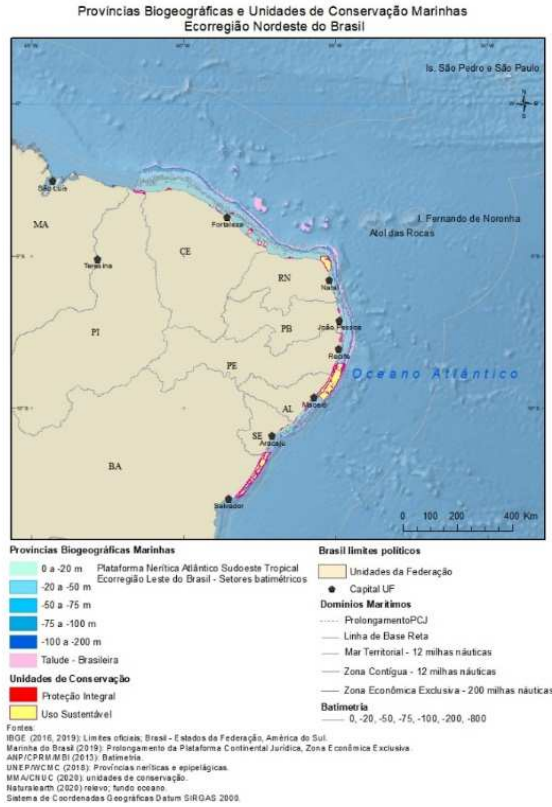 Províncias Biogeográficas e Unidades de Conservação Marinhas
Ecorregião Nordeste do Brasil
Is. São Pedro e São Paulo
N
S
São Luis
MA
Fortaleza
I. Fernando de Noronha
Atol das Rocas
Teresina
CE
RN
Natal
PI
PB
João Pessoa
Recife
PE
Oceano Atlântico
AL
Maceió
SE
Aracaju
BA
Salvador
0 100 200 400 Km
Províncias Biogeográficas Marinhas
0 a -20 m
Plataforma Nerítica Atlântico Sudoeste Tropical
Ecorregião Leste do Brasil - Setores batimétricos
-20 a -50 m
-50 a -75 m
-75 a -100 m
-100 a -200 m
Talude - Brasileira
Unidades de Conservação
Proteção Integral
Uso Sustentável
Brasil limites políticos
Unidades da Federação
Capital UF
Domínios Marítimos
ProlongamentoPCJ
Linha de Base Reta
Mar Territorial - 12 milhas náuticas
Zona Contígua - 12 milhas náuticas
Zona Econômica Exclusiva - 200 milhas náuticas
Batimetria
0, -20, -50, -75, -100, -200, -800
Fontes:
IBGE (2016, 2019): Limites oficiais; Brasil - Estados da Federação, América do Sul.
Marinha do Brasil (2019): Prolongamento da Plataforma Continental Jurídica, Zona Econômica Exclusiva.
ANP/CPRM/MBI (2013): Batimetria.
UNEP/WCMC (2018): Províncias neríticas e epipelágicas.
MMA/CNUC (2020): unidades de conservação.
Naturalearth (2020) relevo; fundo oceano.
Sistema de Coordenadas Geográficas Datum SIRGAS 2000.